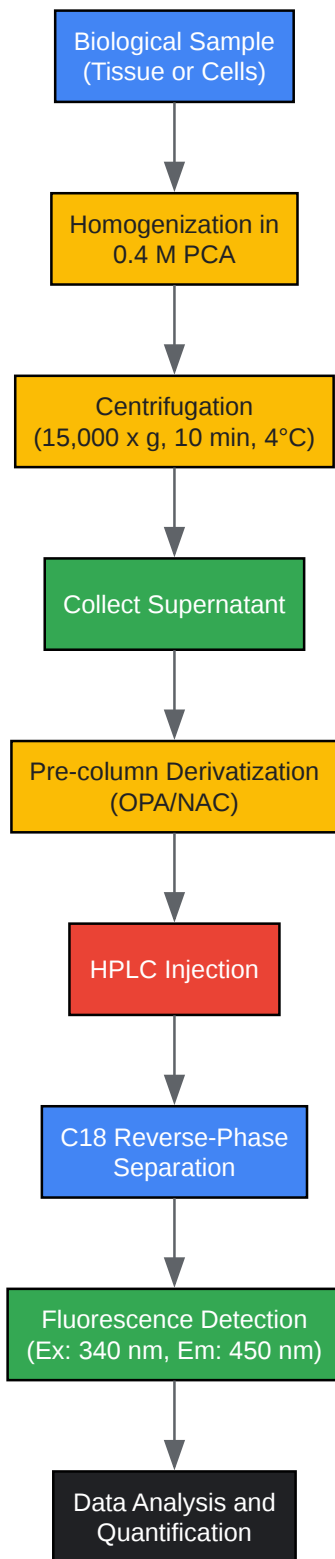 Biological Sample
(Tissue or Cells)
Homogenization in
0.4 M PCA
Centrifugation
(15,000 x g, 10 min, 4°C)
Collect Supernatant
Pre-column Derivatization
(OPA/NAC)
HPLC Injection
C18 Reverse-Phase
Separation
Fluorescence Detection
(Ex: 340 nm, Em: 450 nm)
Data Analysis and
Quantification